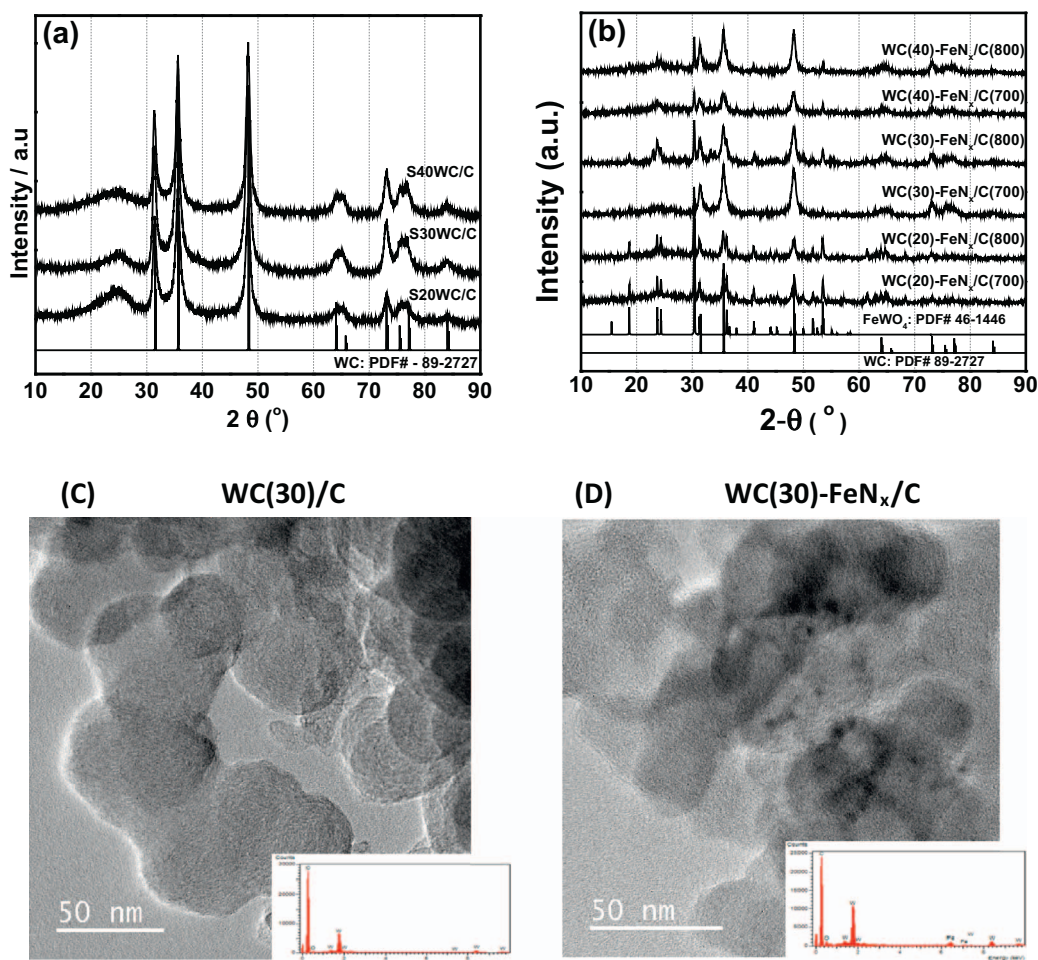 (a)
Intensity / a.u
S40WC/C
S30WC/C
S20WC/C
WC: PDF# - 89-2727
10 20 30 40 50 60 70 80 90
2 θ (°)
(b)
Intensity (a.u.)
WC(40)-FeNₓ/C(800)
WC(40)-FeNₓ/C(700)
WC(30)-FeNₓ/C(800)
WC(30)-FeNₓ/C(700)
WC(20)-FeNₓ/C(800)
WC(20)-FeNₓ/C(700)
FeWO₄: PDF# 46-1446
WC: PDF# 89-2727
10 20 30 40 50 60 70 80 90
2-θ ( ° )
(C) WC(30)/C
50 nm
Counts
(D) WC(30)-FeNₓ/C
50 nm
Counts